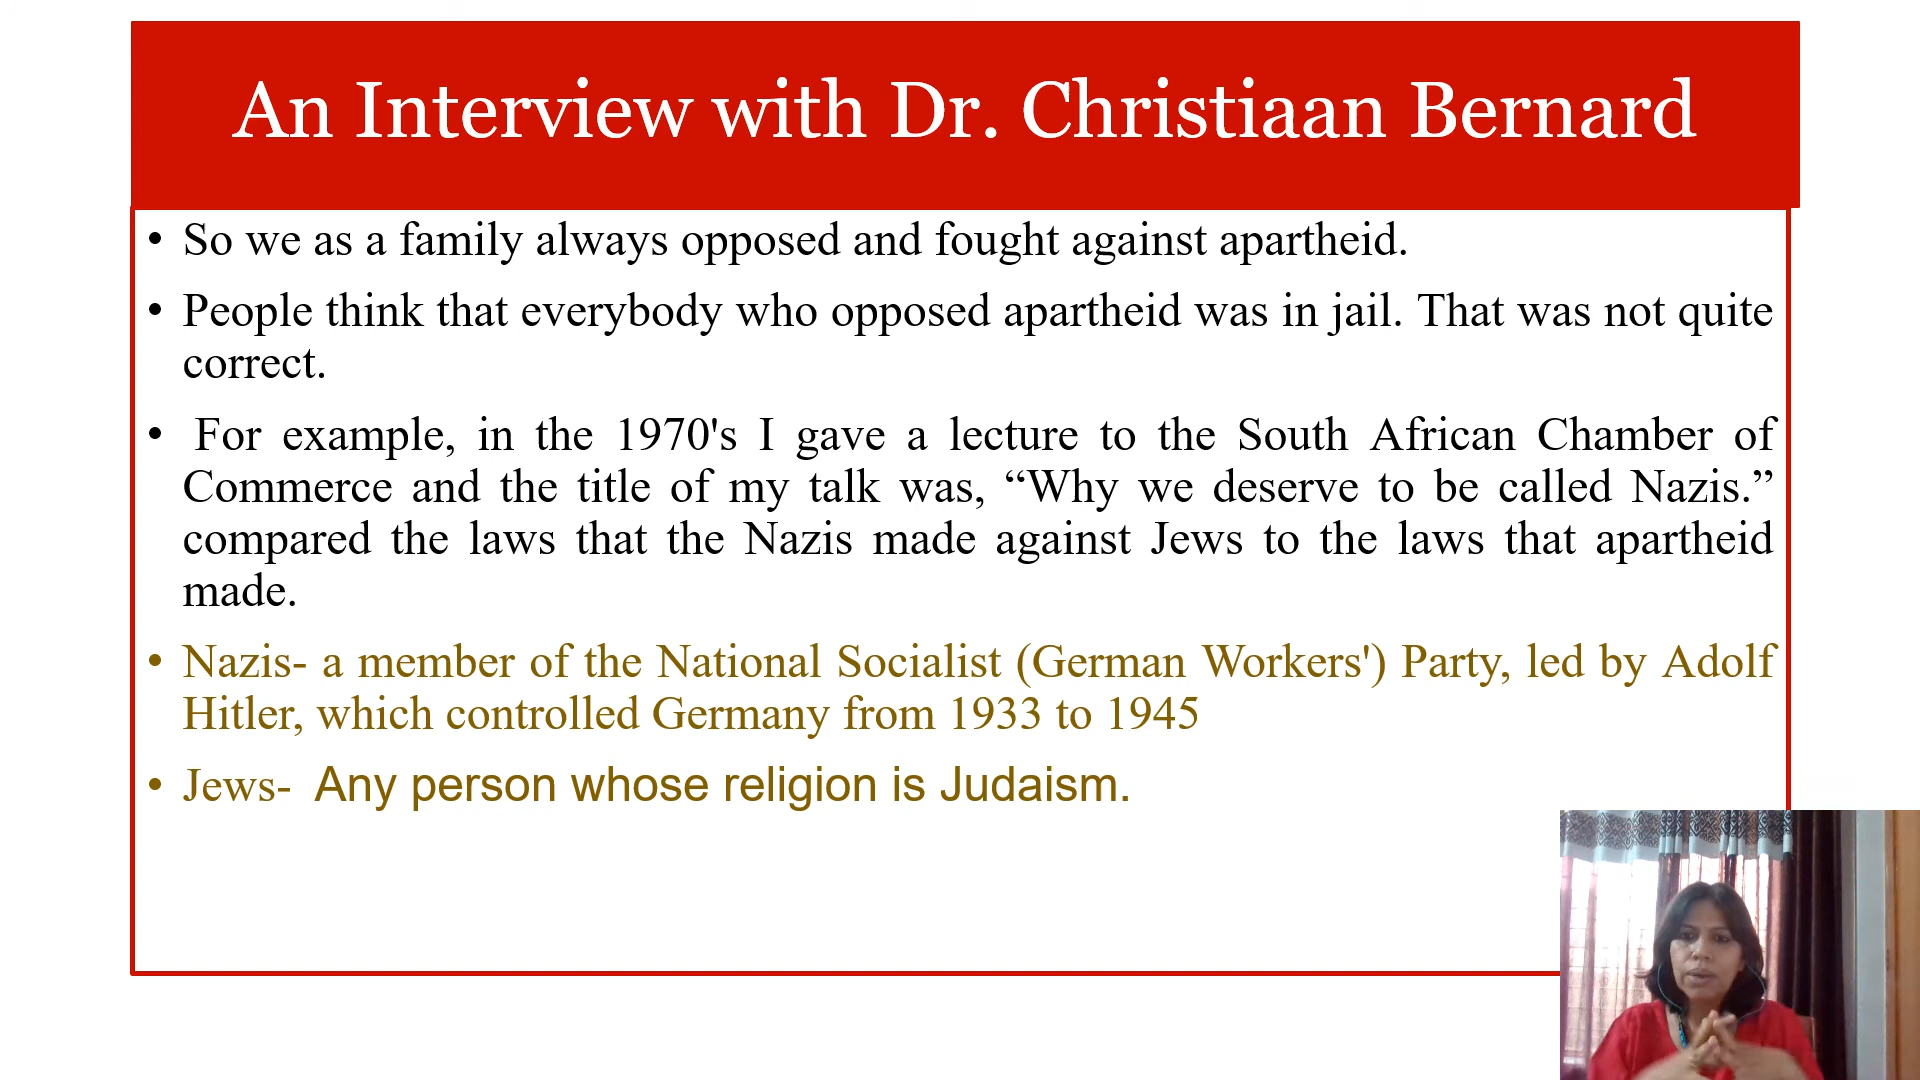 An Interview with Dr. Christiaan Bernard
• So we as a family always opposed and fought against apartheid.
• People think that everybody who opposed apartheid was in jail. That was not quite
correct.
• For example, in the 1970's I gave a lecture to the South African Chamber of
Commerce and the title of my talk was, “Why we deserve to be called Nazis.”
compared the laws that the Nazis made against Jews to the laws that apartheid
made.
• Nazis- a member of the National Socialist (German Workers') Party, led by Adolf
Hitler, which controlled Germany from 1933 to 1945
• Jews- Any person whose religion is Judaism.